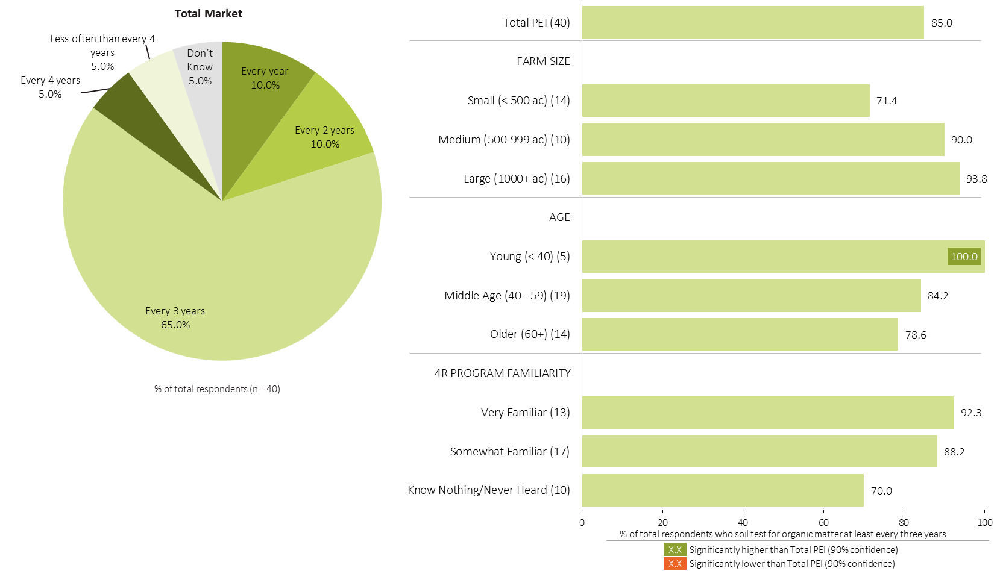 Total Market
Less often than every 4
years
5.0%
Don’t
Know
5.0%
Every year
10.0%
Every 4 years
5.0%
Every 2 years
10.0%
Every 3 years
65.0%
% of total respondents (n = 40)
Total PEI (40)
85.0
FARM SIZE
Small (< 500 ac) (14)
71.4
Medium (500-999 ac) (10)
90.0
Large (1000+ ac) (16)
93.8
AGE
Young (< 40) (5)
100.0
Middle Age (40 - 59) (19)
84.2
Older (60+) (14)
78.6
4R PROGRAM FAMILIARITY
Very Familiar (13)
92.3
Somewhat Familiar (17)
88.2
Know Nothing/Never Heard (10)
70.0
0 20 40 60 80 100
% of total respondents who soil test for organic matter at least every three years
X.X Significantly higher than Total PEI (90% confidence)
X.X Significantly lower than Total PEI (90% confidence)